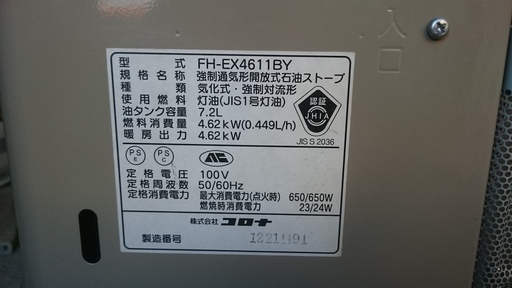 入口
型式 FH-EX4611BY
規格名称 強制通気形開放式石油ストーブ
種類 気化式・強制対流形
使用燃料 灯油(JIS1号灯油)
油タンク容量 7.2L
燃料消費量 4.62kW(0.449L/h)
暖房出力 4.62kW
認証
JHIA
JIS S 2036
PS E
PS C
定格電圧 100V
定格周波数 50/60Hz
定格消費電力 最大消費電力(点火時) 650/650W
燃焼時消費電力 23/24W
株式会社 コロナ
製造番号